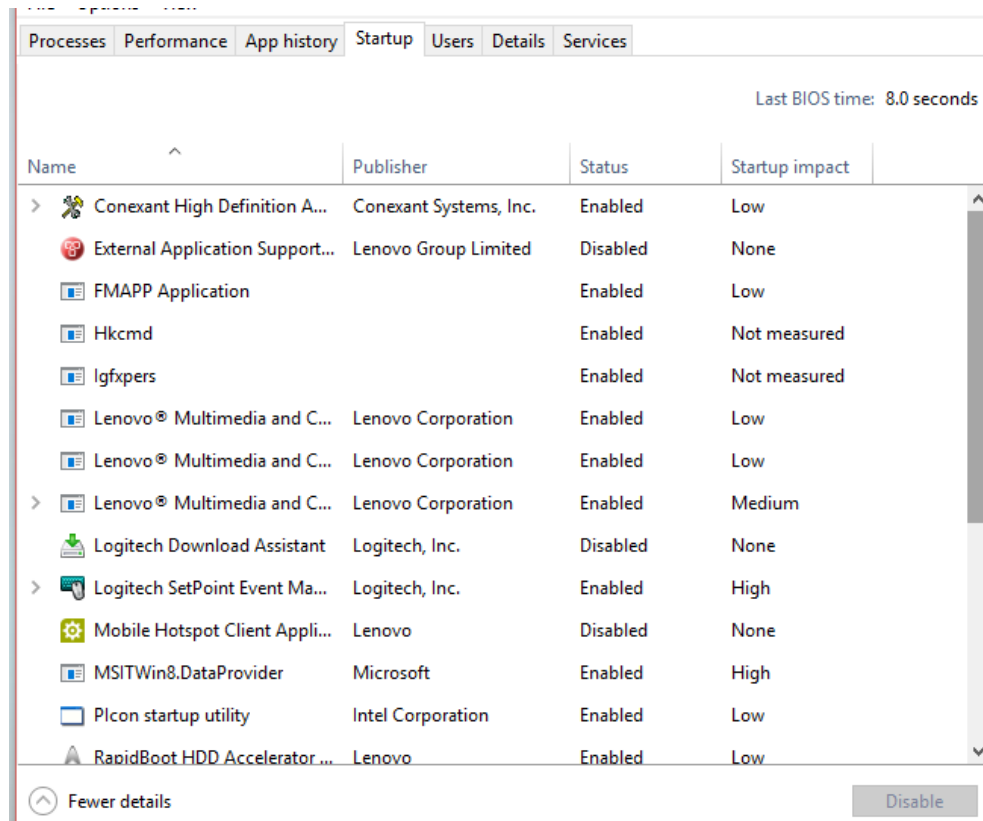 Processes Performance App history Startup Users Details Services
Last BIOS time: 8.0 seconds
Name Publisher Status Startup impact
Conexant High Definition A... Conexant Systems, Inc. Enabled Low
External Application Support... Lenovo Group Limited Disabled None
FMAPP Application Enabled Low
Hkcmd Enabled Not measured
Igfxpers Enabled Not measured
Lenovo® Multimedia and C... Lenovo Corporation Enabled Low
Lenovo® Multimedia and C... Lenovo Corporation Enabled Low
Lenovo® Multimedia and C... Lenovo Corporation Enabled Medium
Logitech Download Assistant Logitech, Inc. Disabled None
Logitech SetPoint Event Ma... Logitech, Inc. Enabled High
Mobile Hotspot Client Appli... Lenovo Disabled None
MSITWin8.DataProvider Microsoft Enabled High
PIcon startup utility Intel Corporation Enabled Low
RapidBoot HDD Accelerator ... Lenovo Enabled Low
Fewer details Disable